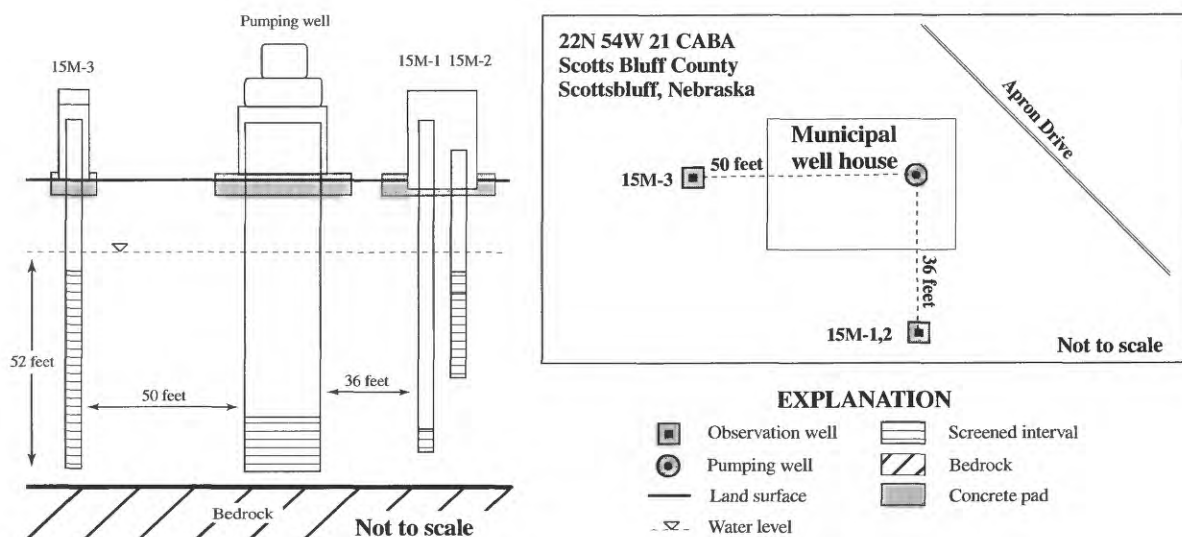 Pumping well
15M-3
15M-1 15M-2
52 feet
50 feet
36 feet
Bedrock
Not to scale
22N 54W 21 CABA
Scotts Bluff County
Scottsbluff, Nebraska
Apron Drive
Municipal
well house
50 feet
15M-3
36 feet
15M-1,2
Not to scale
EXPLANATION
Observation well
Pumping well
Land surface
Water level
Screened interval
Bedrock
Concrete pad